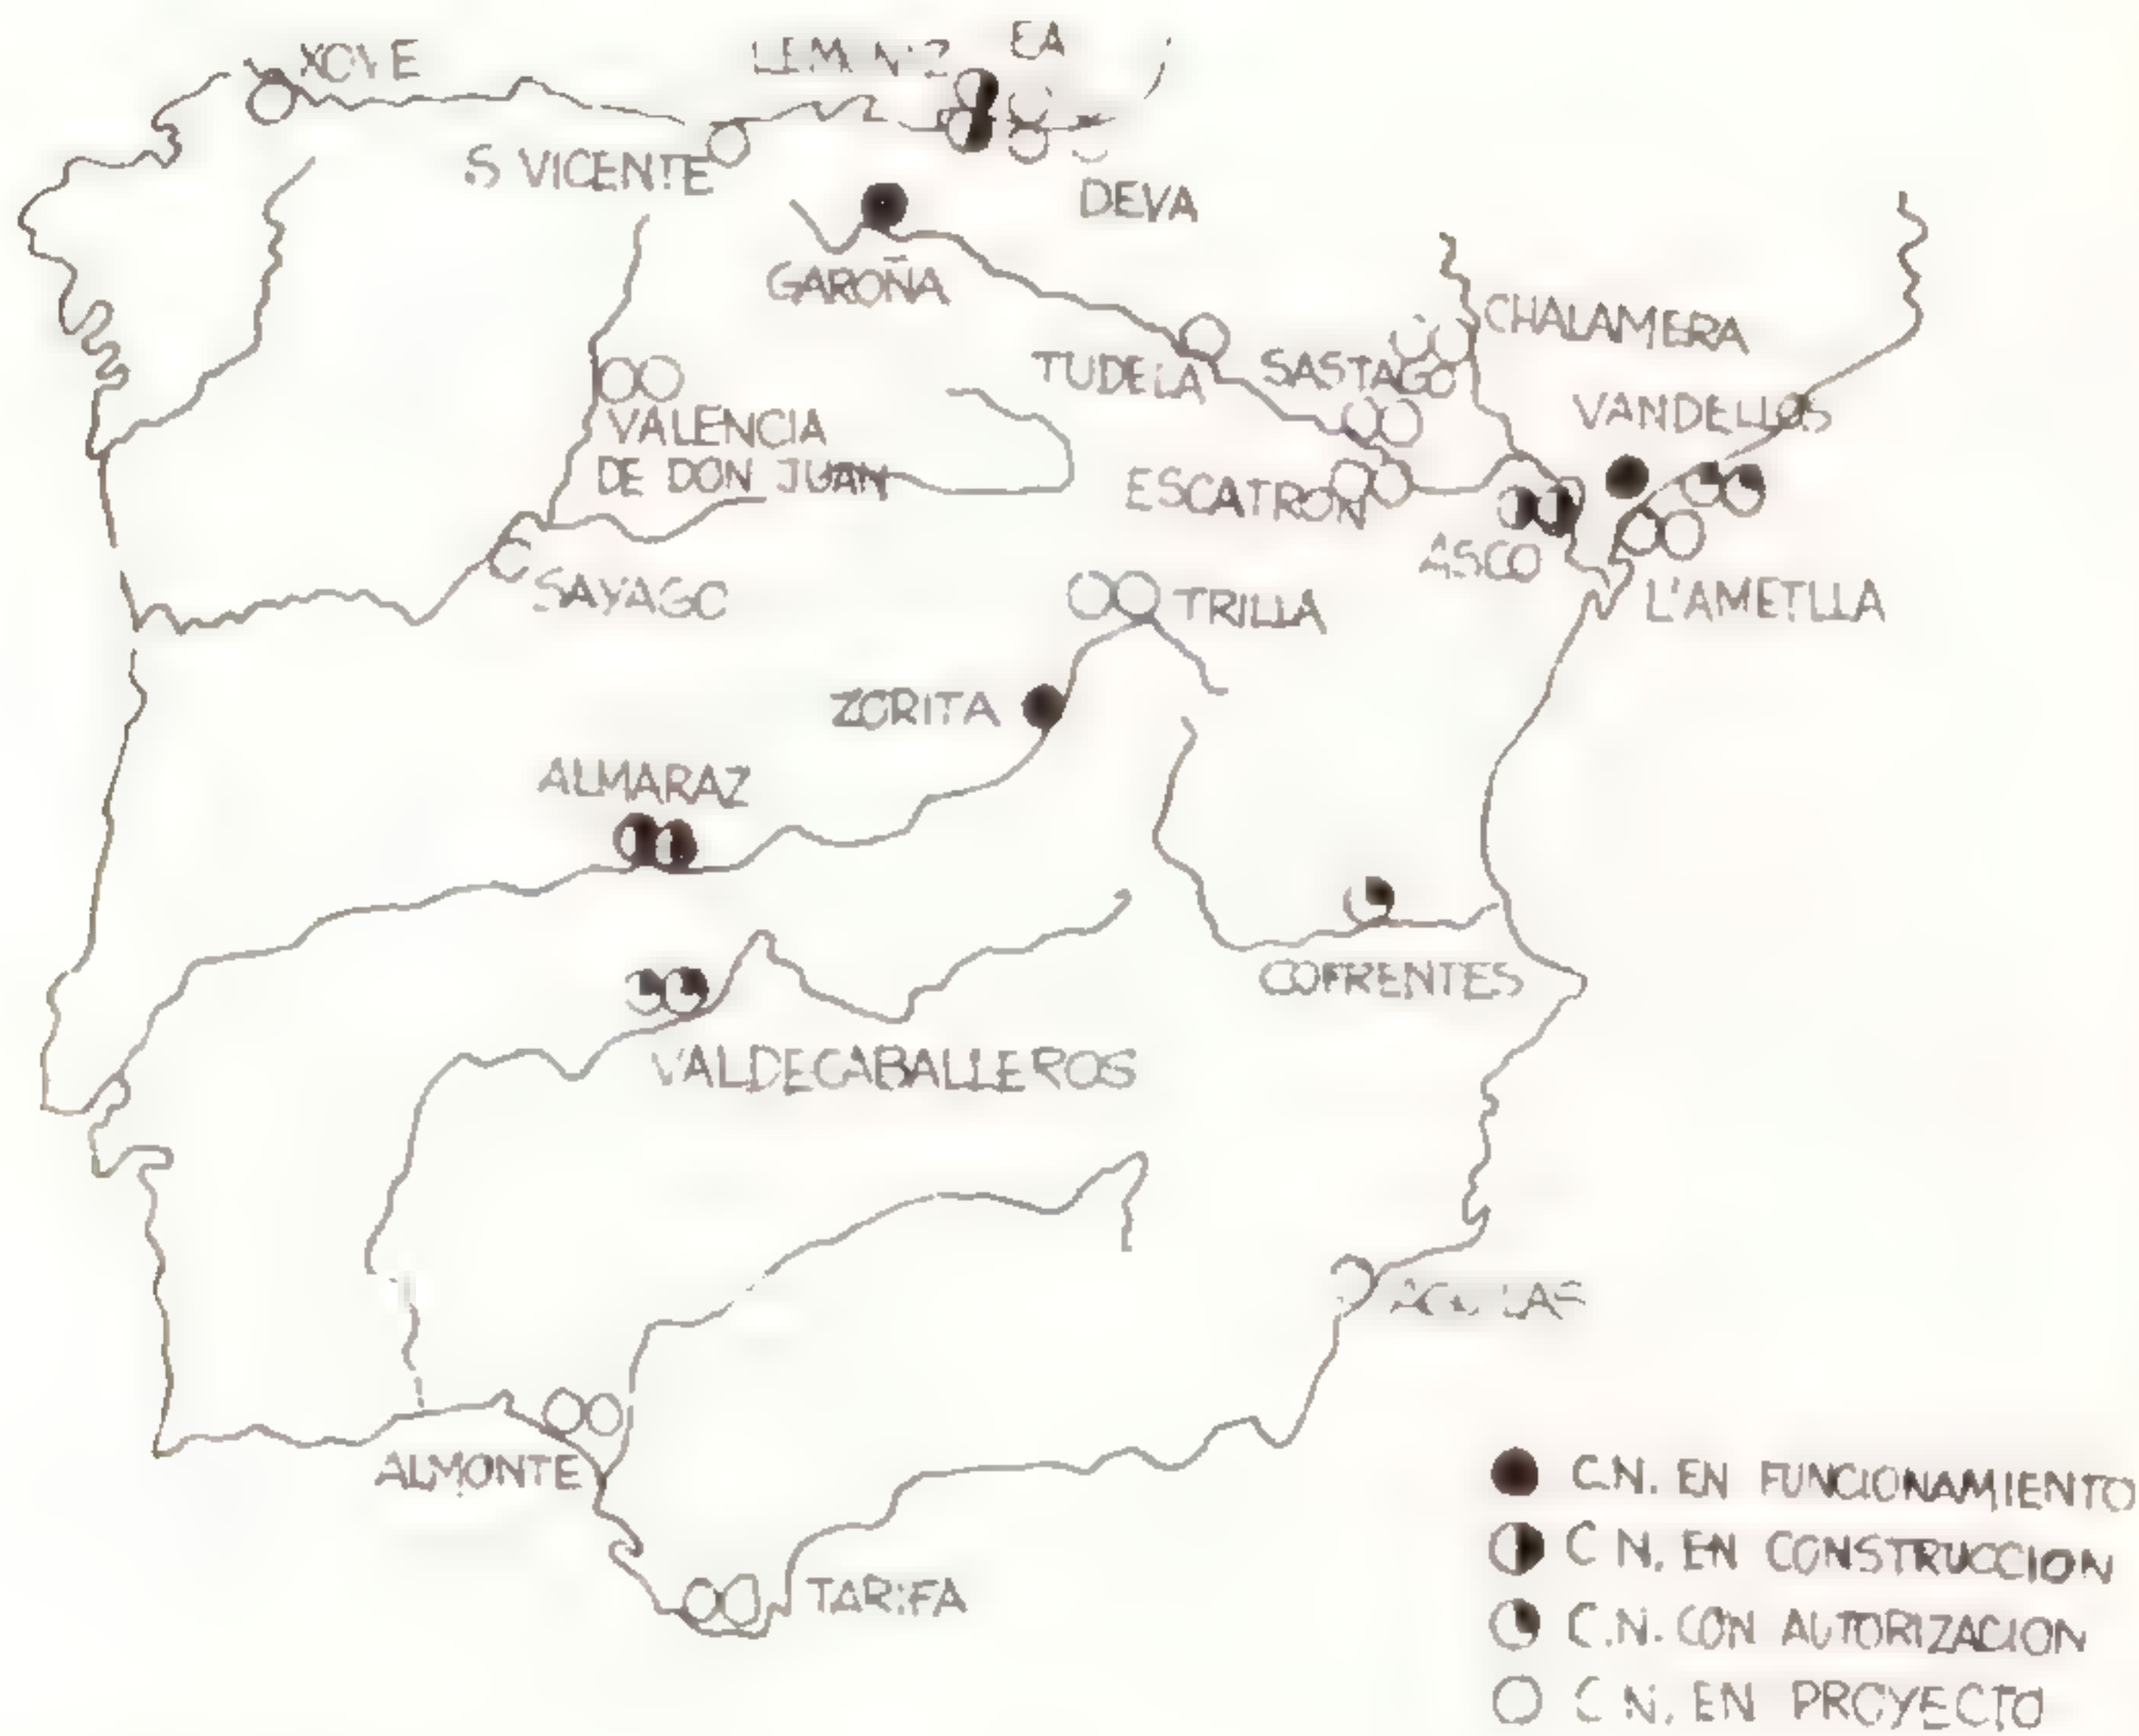 XOVE
LEMONIZ
EA
S VICENTE
DEVA
GAROÑA
CHALAMERA
TUDELA
SASTAGO
VANDELLOS
VALENCIA
DE DON JUAN
ESCATRON
ASCO
SAYAGO
TRILLA
L'AMETLLA
ZORITA
ALMARAZ
COFRENTES
VALDECABALLEROS
ALMONTE
TARIFA
C.N. EN FUNCIONAMIENTO
C N. EN CONSTRUCCION
C.N. CON AUTORIZACION
C N. EN PROYECTO